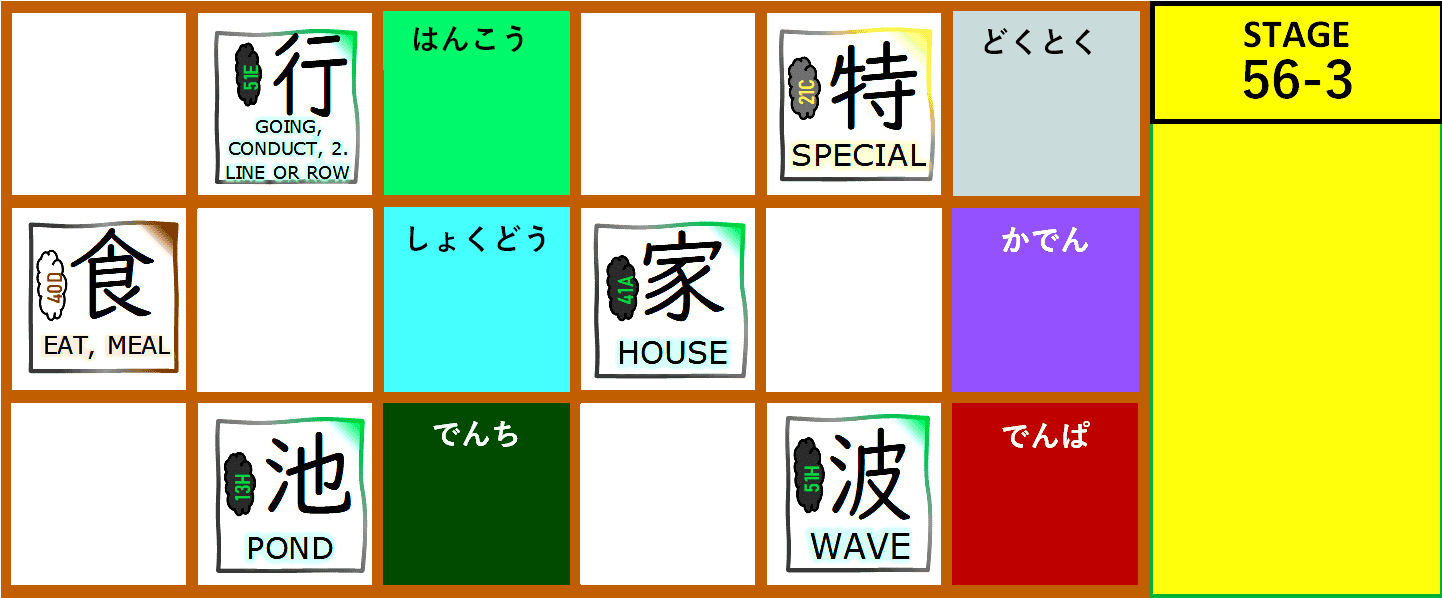 51E
行
GOING,
CONDUCT, 2.
LINE OR ROW
はんこう
21C
特
SPECIAL
どくとく
STAGE
56-3
40D
食
EAT, MEAL
しょくどう
41A
家
HOUSE
かでん
13H
池
POND
でんち
51H
波
WAVE
でんぱ